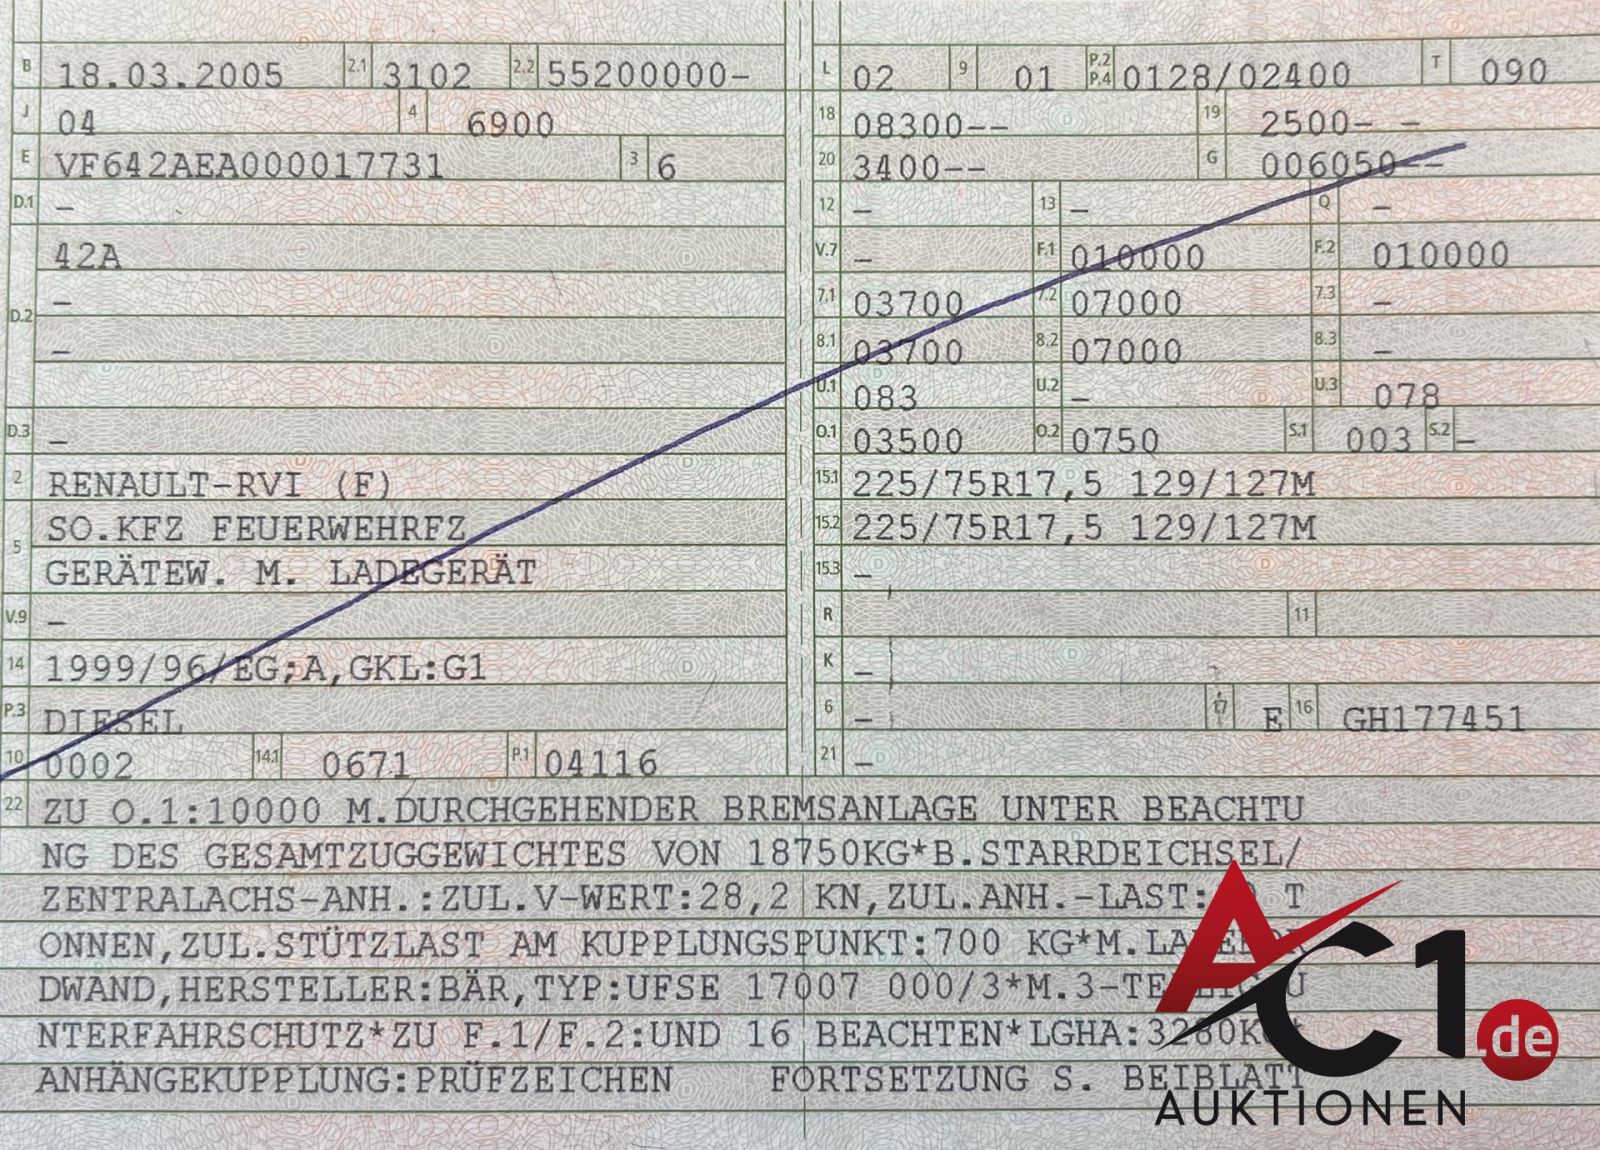 B 18.03.2005 2.1 3102 2.2 55200000-
J 04 4 6900
E VF642AEA000017731 3 6
D.1 -
42A
D.2 -
-
D.3 -
2 RENAULT-RVI (F)
SO.KFZ FEUERWEHRFZ
5
GERÄTEW. M. LADEGERÄT
V.9 -
14 1999/96/EG;A,GKL:G1
P.3 DIESEL
10 0002 14.1 0671 P.1 04116
L 02 9 01 P.2 P.4 0128/02400 T 090
18 08300-- 19 2500- -
20 3400-- G 006050--
12 - 13 - Q -
V.7 - F.1 010000 F.2 010000
7.1 03700 7.2 07000 7.3 -
8.1 03700 8.2 07000 8.3 -
U.1 083 U.2 - U.3 078
O.1 03500 O.2 0750 S.1 003 S.2 -
15.1 225/75R17,5 129/127M
15.2 225/75R17,5 129/127M
15.3 -
R 11
K -
6 - 17 E 16 GH177451
21 -
22 ZU O.1:10000 M.DURCHGEHENDER BREMSANLAGE UNTER BEACHTU
NG DES GESAMTZUGGEWICHTES VON 18750KG*B.STARRDEICHSEL/
ZENTRALACHS-ANH.:ZUL.V-WERT:28,2 KN,ZUL.ANH.-LAST: T
ONNEN,ZUL.STÜTZLAST AM KUPPLUNGSPUNKT:700 KG*M.
DWAND,HERSTELLER:BÄR,TYP:UFSE 17007 000/3*M.3-
NTERFAHRSCHUTZ*ZU F.1/F.2:UND 16 BEACHTEN*LGHA:3280KG*
ANHÄNGEKUPPLUNG:PRÜFZEICHEN FORTSETZUNG S. BEIBLATT
AC1.de
AUKTIONEN